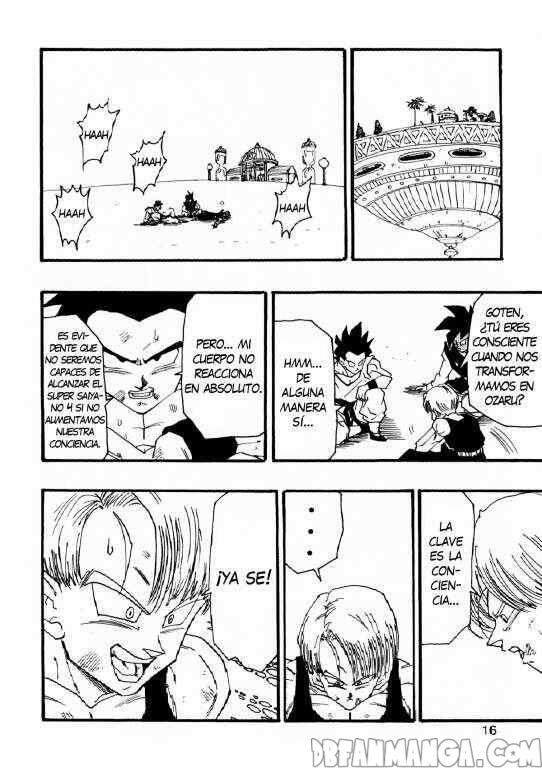 HAAH
HAAH
HAAH
HAAH
GOTEN,
¿TÚ ERES
CONSCIENTE
CUANDO NOS
TRANSFOR-
MAMOS EN
OZARU?
HMM...
DE
ALGUNA
MANERA
SÍ...
PERO... MI
CUERPO NO
REACCIONA
EN ABSOLUTO.
ES EVI-
DENTE QUE
NO SEREMOS
CAPACES DE
ALCANZAR EL
SUPER SAIYA-
NO 4 SI NO
AUMENTAMOS
NUESTRA
CONCIENCIA.
LA
CLAVE
ES LA
CON-
CIEN-
CIA...
...
¡YA SE!
16
DBFANMANGA.COM